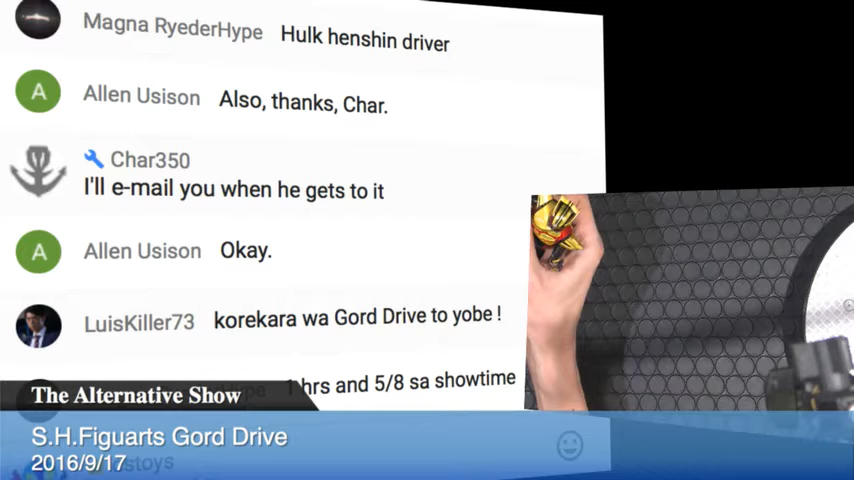 Magna RyederHype Hulk henshin driver
A Allen Usison Also, thanks, Char.
Char350
I'll e-mail you when he gets to it
A Allen Usison Okay.
LuisKiller73 korekara wa Gord Drive to yobe !
hrs and 5/8 sa showtime
The Alternative Show
S.H.Figuarts Gord Drive
2016/9/17